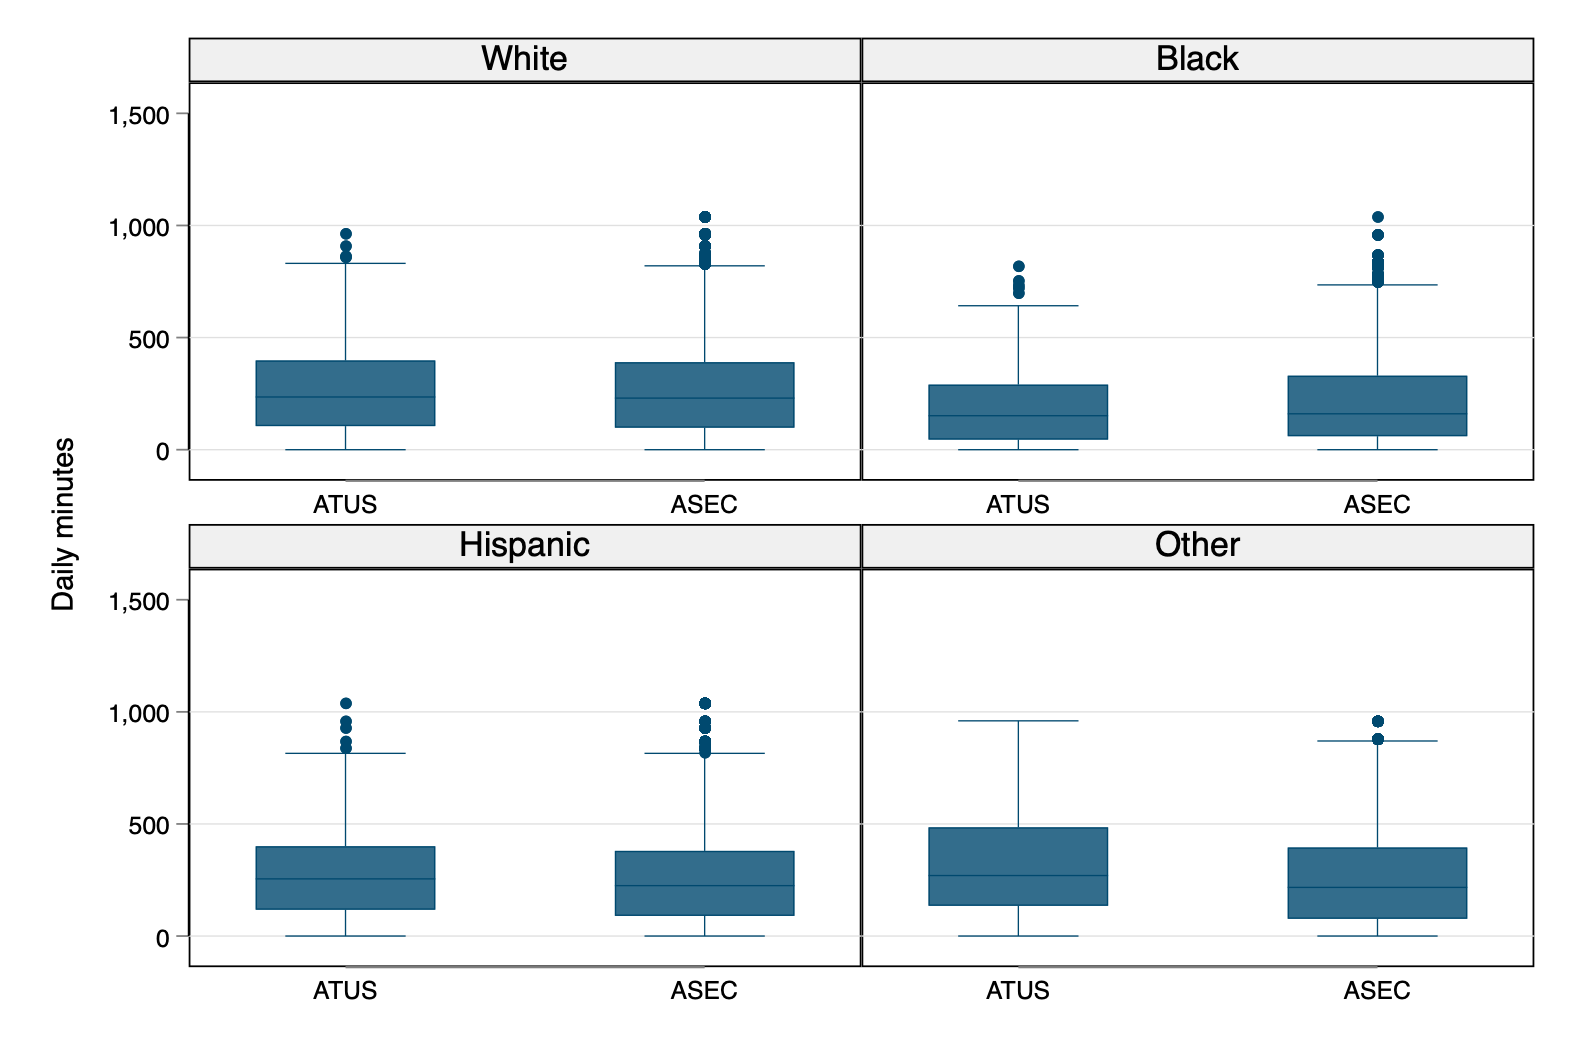 Daily minutes
White
Black
1,500
1,000
500
0
ATUS
ASEC
ATUS
ASEC
Hispanic
Other
1,500
1,000
500
0
ATUS
ASEC
ATUS
ASEC